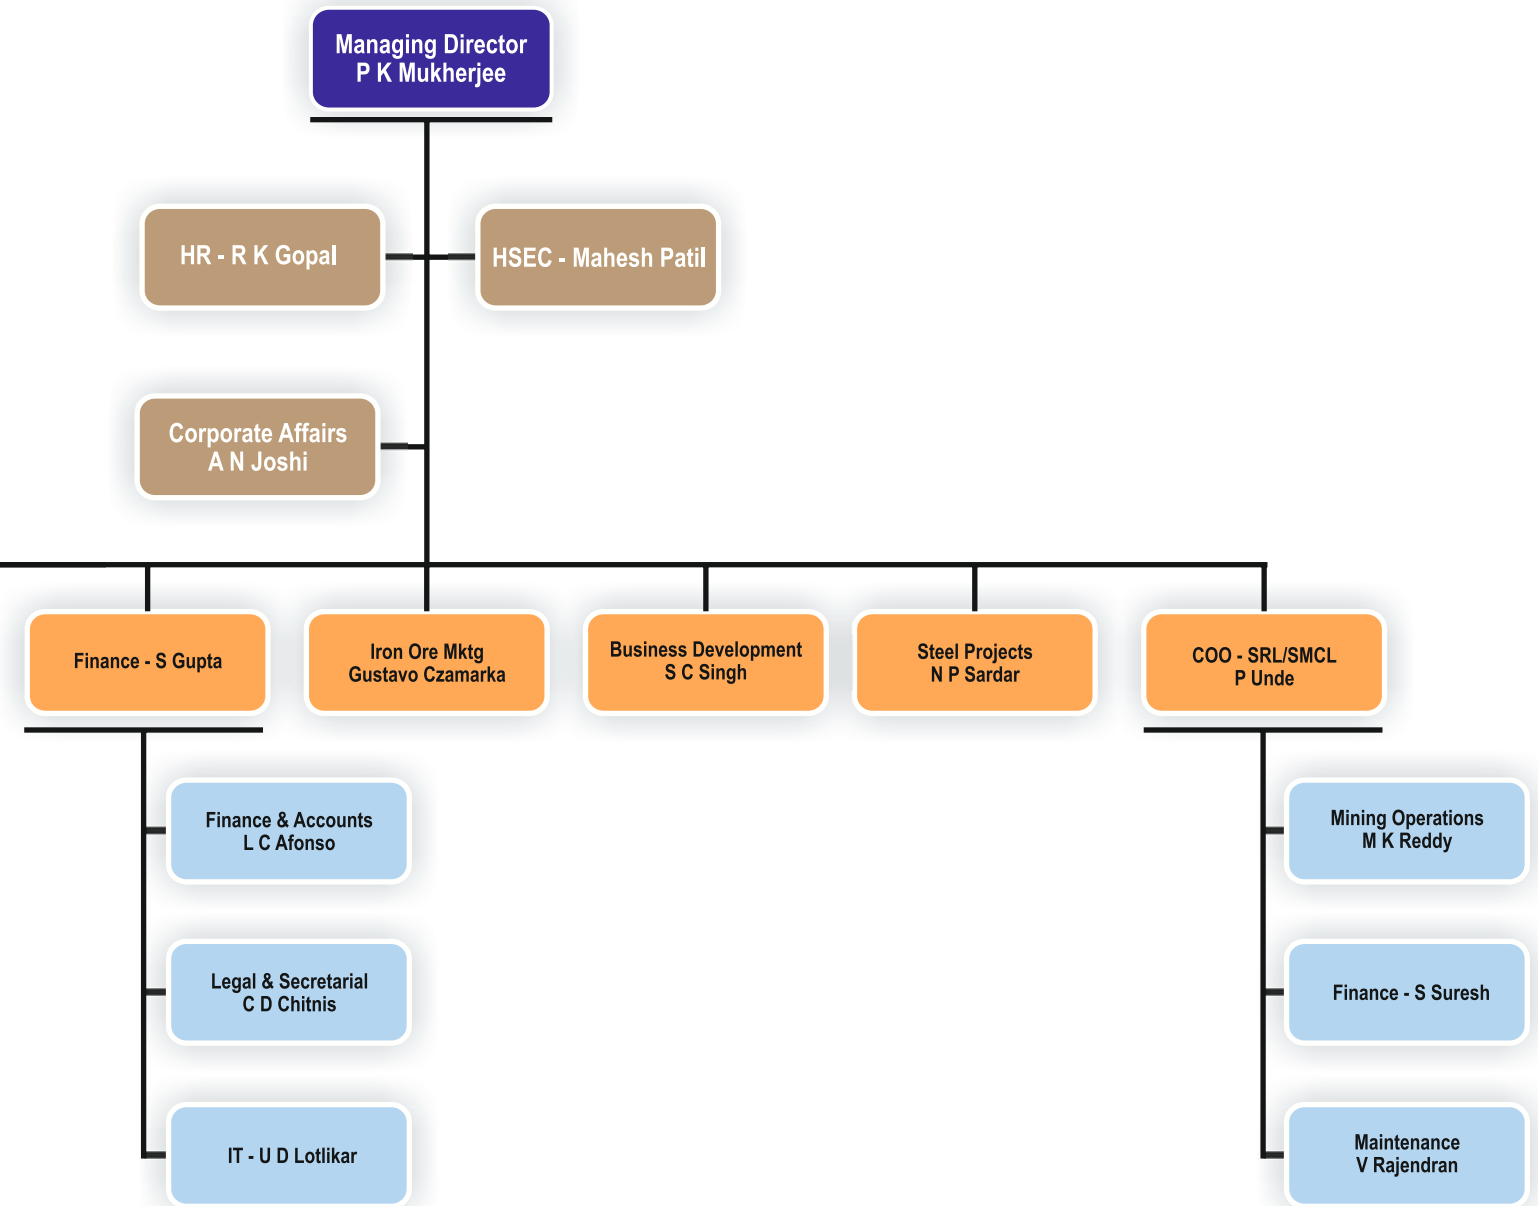 Managing Director
P K Mukherjee
HR - R K Gopal
HSEC - Mahesh Patil
Corporate Affairs
A N Joshi
Finance - S Gupta
Iron Ore Mktg
Gustavo Czamarka
Business Development
S C Singh
Steel Projects
N P Sardar
COO - SRL/SMCL
P Unde
Finance & Accounts
L C Afonso
Legal & Secretarial
C D Chitnis
IT - U D Lotlikar
Mining Operations
M K Reddy
Finance - S Suresh
Maintenance
V Rajendran